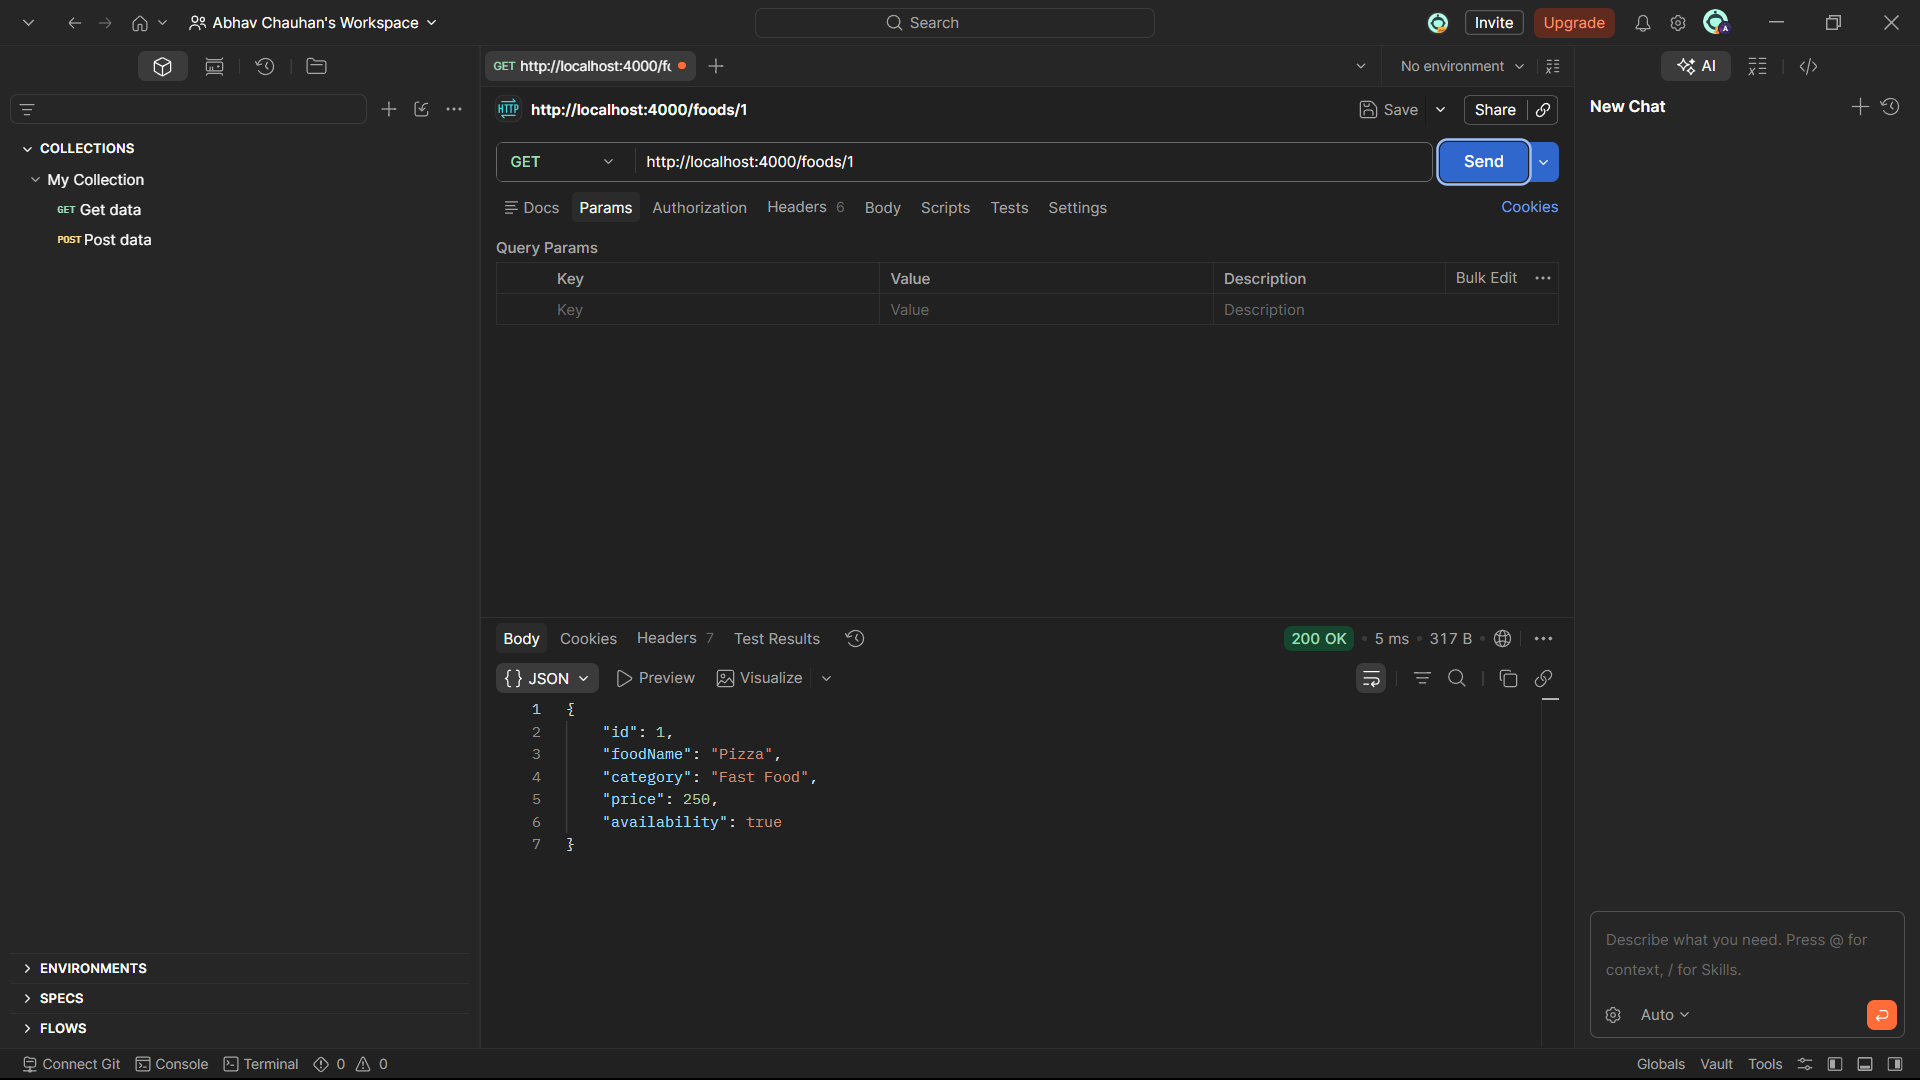 Abhav Chauhan's Workspace
Search
Invite
Upgrade
GET http://localhost:4000/fo
No environment
AI
HTTP http://localhost:4000/foods/1
Save
Share
New Chat
COLLECTIONS
My Collection
GET Get data
POST Post data
GET
http://localhost:4000/foods/1
Send
Docs Params Authorization Headers 6 Body Scripts Tests Settings Cookies
Query Params
Key Value Description Bulk Edit
Key Value Description
Body Cookies Headers 7 Test Results
200 OK • 5 ms • 317 B
{} JSON Preview Visualize
1 {
2 "id": 1,
3 "foodName": "Pizza",
4 "category": "Fast Food",
5 "price": 250,
6 "availability": true
7 }
Describe what you need. Press @ for
context, / for Skills.
Auto
ENVIRONMENTS
SPECS
FLOWS
Connect Git Console Terminal 0 0
Globals Vault Tools